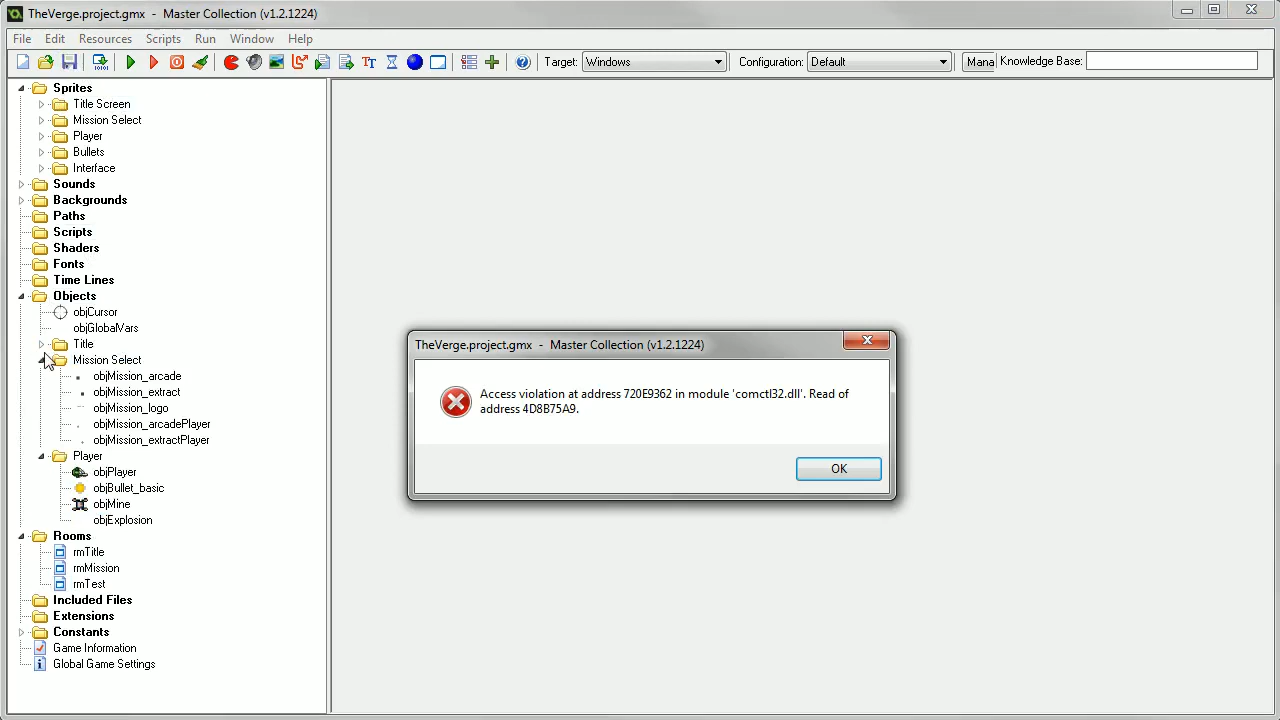 TheVerge.project.gmx - Master Collection (v1.2.1224)
File Edit Resources Scripts Run Window Help
Target: Windows Configuration: Default Mana Knowledge Base:
Sprites
Title Screen
Mission Select
Player
Bullets
Interface
Sounds
Backgrounds
Paths
Scripts
Shaders
Fonts
Time Lines
Objects
objCursor
objGlobalVars
Title
Mission Select
objMission_arcade
objMission_extract
objMission_logo
objMission_arcadePlayer
objMission_extractPlayer
Player
objPlayer
objBullet_basic
objMine
objExplosion
Rooms
rmTitle
rmMission
rmTest
Included Files
Extensions
Constants
Game Information
Global Game Settings
TheVerge.project.gmx - Master Collection (v1.2.1224)
Access violation at address 720E9362 in module 'comctl32.dll'. Read of
address 4D8B75A9.
OK